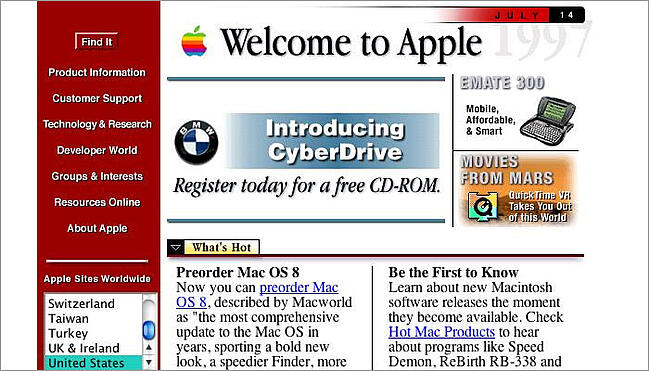 JULY 14
1997
Welcome to Apple
Find It
Product Information
Customer Support
Technology & Research
Developer World
Groups & Interests
Resources Online
About Apple
Apple Sites Worldwide
Switzerland
Taiwan
Turkey
UK & Ireland
United States
BMW
Introducing
CyberDrive
Register today for a free CD-ROM.
EMATE 300
Mobile,
Affordable,
& Smart
MOVIES
FROM MARS
QuickTime VR
Takes You Out
of this World
What's Hot
Preorder Mac OS 8
Now you can preorder Mac
OS 8, described by Macworld
as "the most comprehensive
update to the Mac OS in
years, sporting a bold new
look, a speedier Finder, more
Be the First to Know
Learn about new Macintosh
software releases the moment
they become available. Check
Hot Mac Products to hear
about programs like Speed
Demon, ReBirth RB-338 and